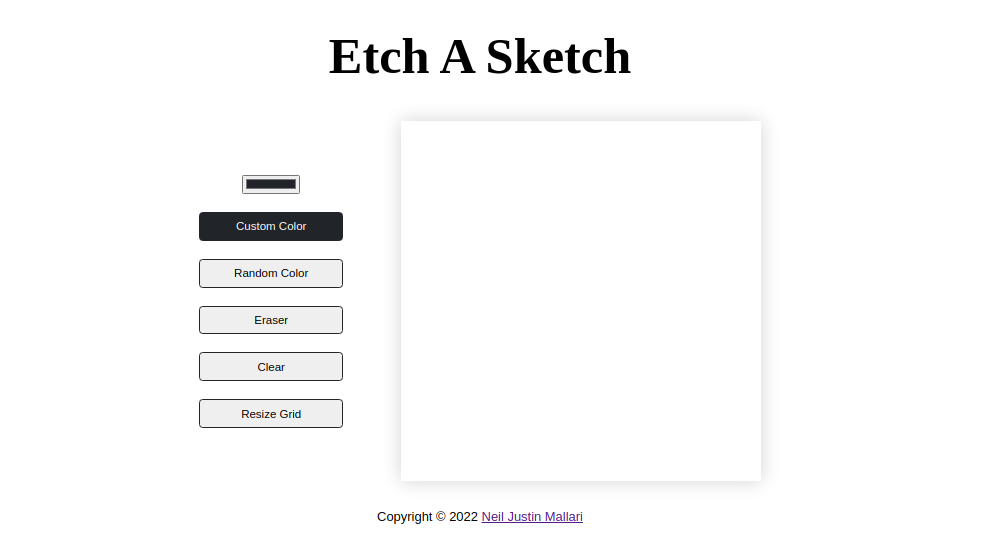 Etch A Sketch
Custom Color
Random Color
Eraser
Clear
Resize Grid
Copyright © 2022 Neil Justin Mallari